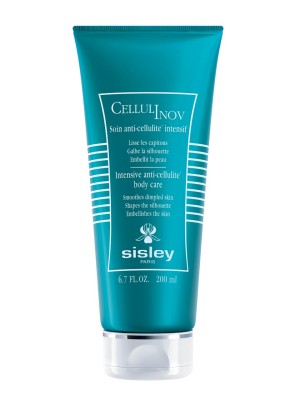 CELLULINOV
Soin anti-cellulite* intensif
Lisse les capitons
Galbe la silhouette
Embellit la peau
Intensive anti-cellulite*
body care
Smoothes dimpled skin
Shapes the silhouette
Embellishes the skin
sisley
PARIS
6.7 FL.OZ. 200 ml